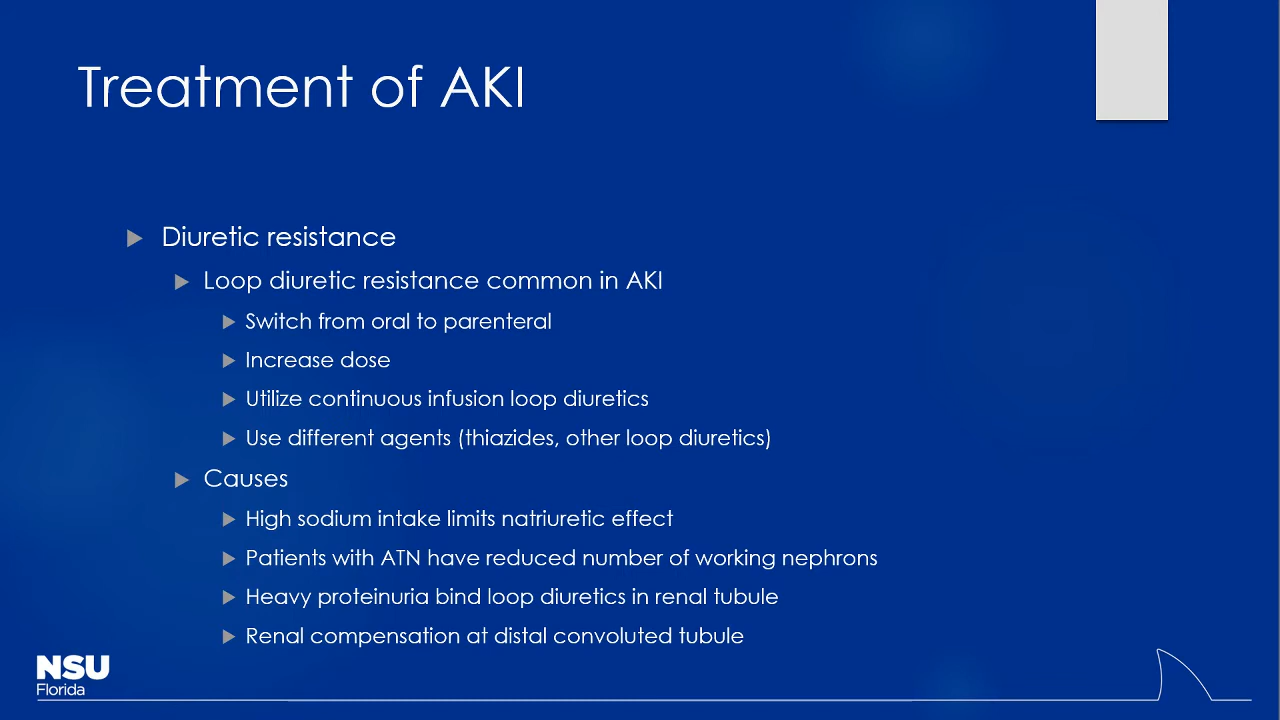 Treatment of AKI
Diuretic resistance
Loop diuretic resistance common in AKI
Switch from oral to parenteral
Increase dose
Utilize continuous infusion loop diuretics
Use different agents (thiazides, other loop diuretics)
Causes
High sodium intake limits natriuretic effect
Patients with ATN have reduced number of working nephrons
Heavy proteinuria bind loop diuretics in renal tubule
Renal compensation at distal convoluted tubule
NSU
Florida